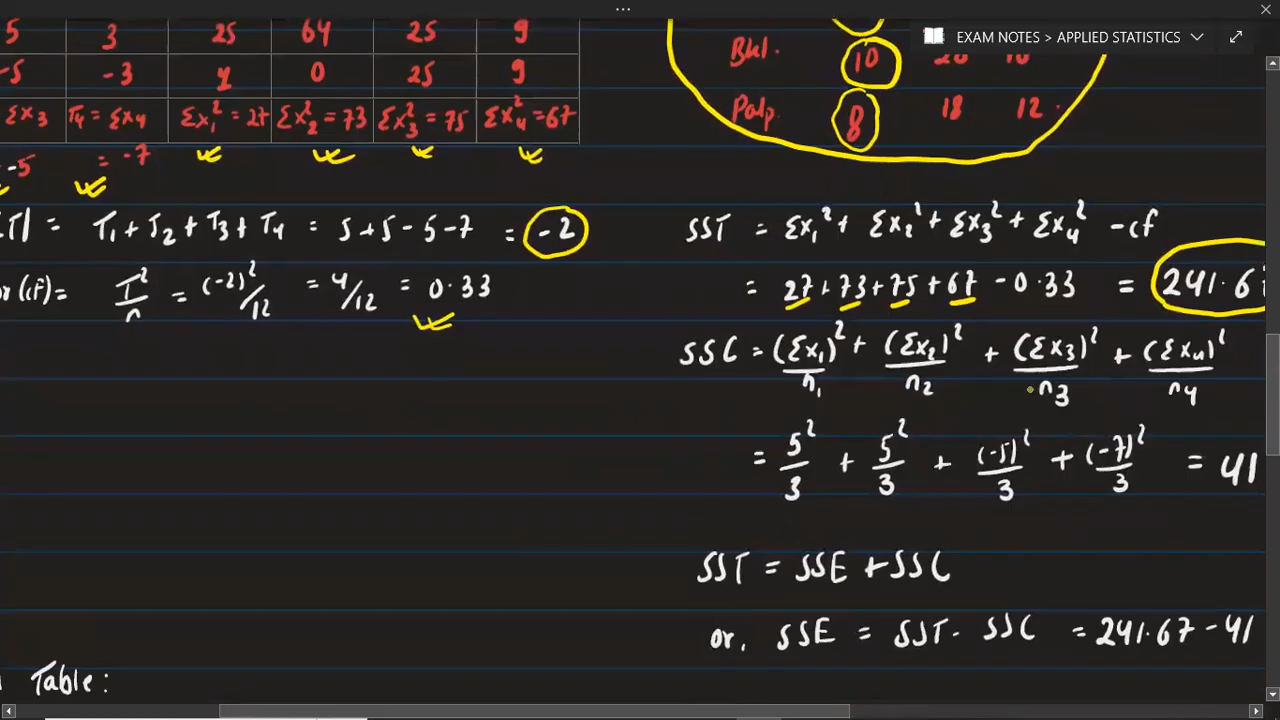 EXAM NOTES > APPLIED STATISTICS
5 3 25 64 25 9
-5 -3 4 0 25 9
Σx3 T4 = Σx4 Σx1² = 27 Σx2² = 73 Σx3² = 75 Σx4² = 67
= -5 = -7
Bkl. 10
Palp. 8 18 12
T1 + T2 + T3 + T4 = 5 + 5 - 5 - 7 = -2
or (cf) = T²/n = (-2)²/12 = 4/12 = 0.33
SST = Σx1² + Σx2² + Σx3² + Σx4² - cf
= 27 + 73 + 75 + 67 - 0.33 = 241.67
SSC = (Σx1)²/n1 + (Σx2)²/n2 + (Σx3)²/n3 + (Σx4)²/n4
= 5²/3 + 5²/3 + (-5)²/3 + (-7)²/3 = 41
SST = SSE + SSC
or, SSE = SST - SSC = 241.67 - 41
Table: